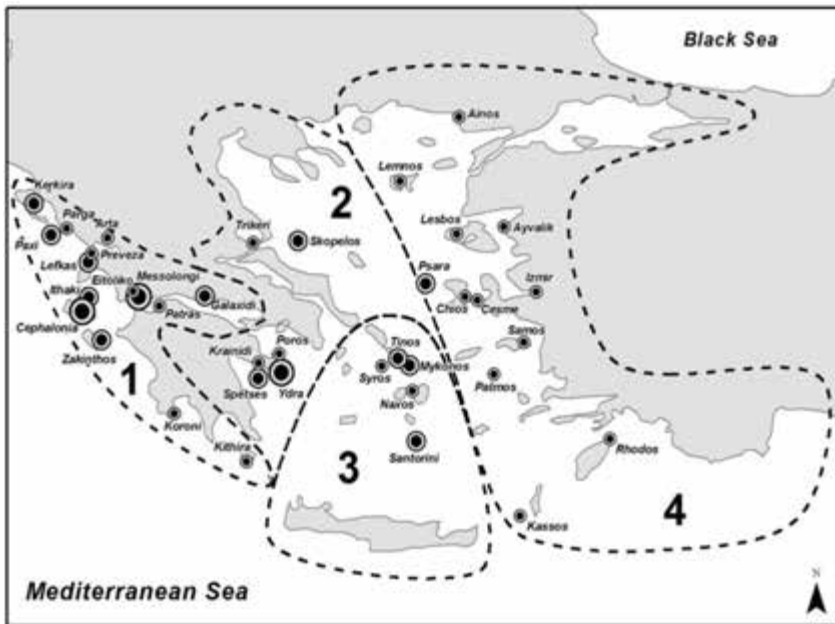 Black Sea
Ainos
Lemnos
Kerkira
2
Parga
Arta
Lesbos
Ayvalik
Paxi
Trikeri
Skopelos
Preveza
Lefkas
Psara
Messolongi
Izmir
Ithaki
Etoliko
Galaxidi
Chios
Cesme
Patras
Cephalonia
Samos
Zakinthos
Poros
Tinos
Kranidi
Mykonos
Syros
Patmos
1
Spetses
Ydra
Naxos
Koroni
Kithira
Santorini
Rhodos
3
4
Kassos
Mediterranean Sea
N